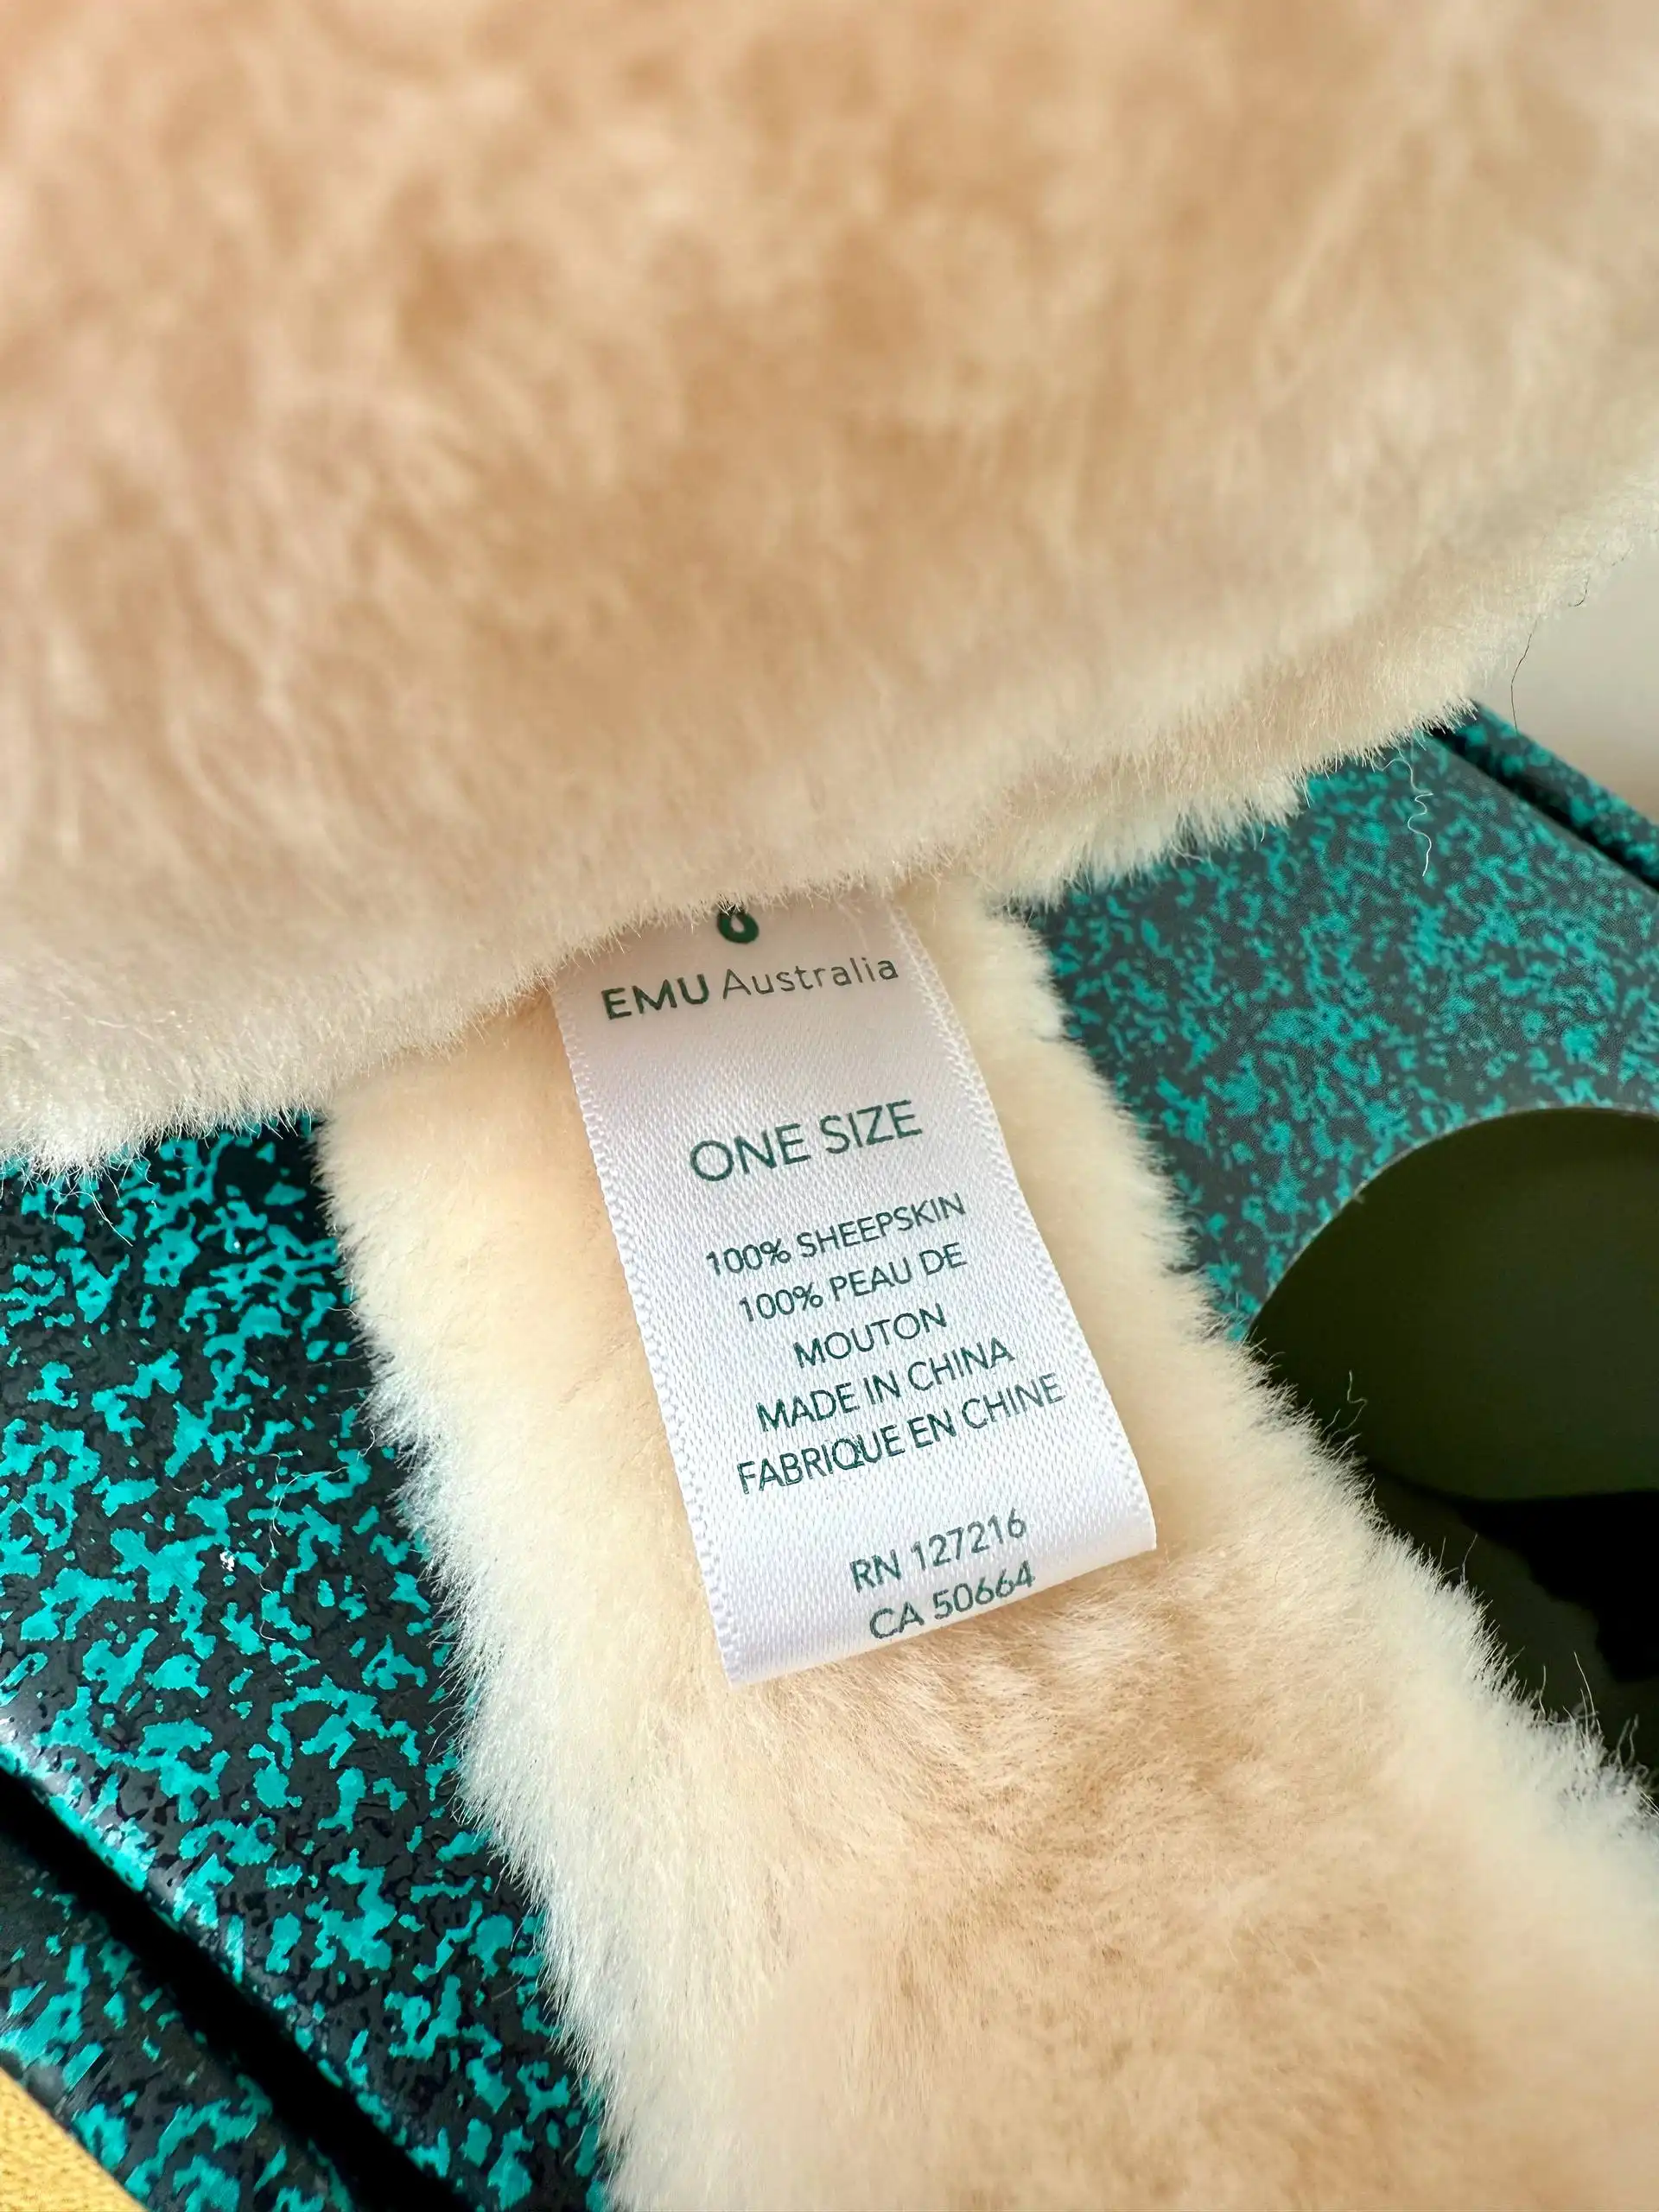 EMU Australia
ONE SIZE
100% SHEEPSKIN
100% PEAU DE
MOUTON
MADE IN CHINA
FABRIQUE EN CHINE
RN 127216
CA 50664